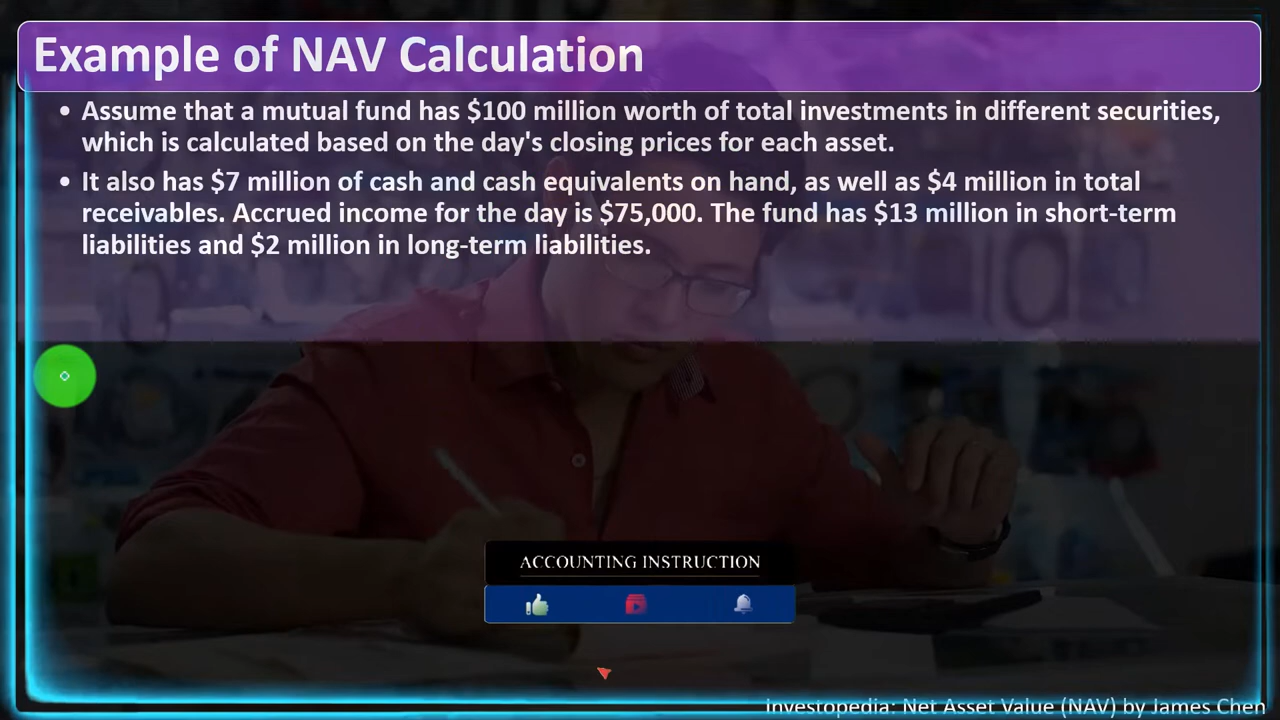 Example of NAV Calculation
• Assume that a mutual fund has $100 million worth of total investments in different securities,
which is calculated based on the day's closing prices for each asset.
• It also has $7 million of cash and cash equivalents on hand, as well as $4 million in total
receivables. Accrued income for the day is $75,000. The fund has $13 million in short-term
liabilities and $2 million in long-term liabilities.
ACCOUNTING INSTRUCTION
Investopedia: Net Asset Value (NAV) by James Chen